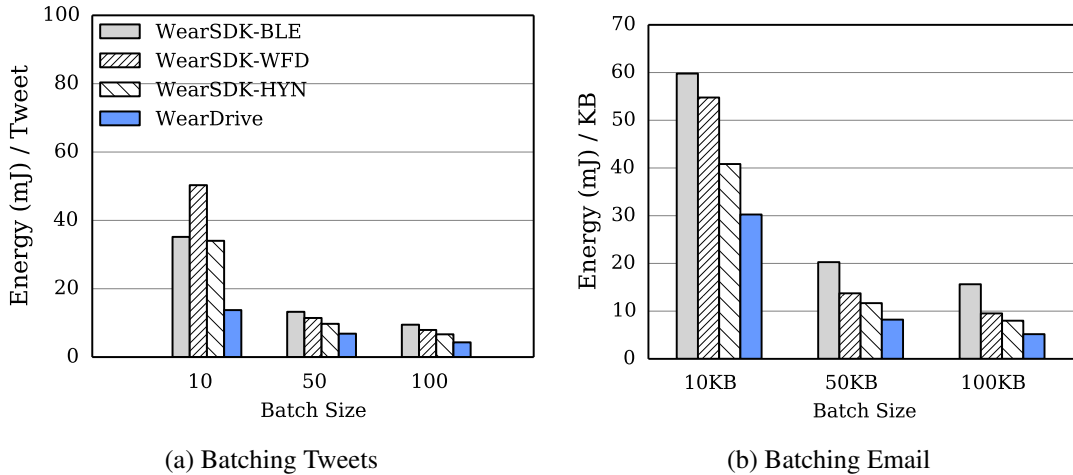 100
80
60
40
20
0
Energy (mJ) / Tweet
WearSDK-BLE
WearSDK-WFD
WearSDK-HYN
WearDrive
10
50
100
Batch Size
(a) Batching Tweets
70
60
50
40
30
20
10
0
Energy (mJ) / KB
10KB
50KB
100KB
Batch Size
(b) Batching Email